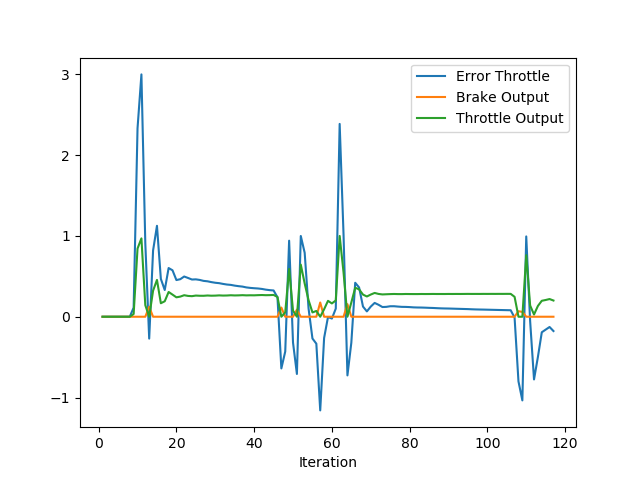 Error Throttle
Brake Output
Throttle Output
3
2
1
0
−1
0 20 40 60 80 100 120
Iteration